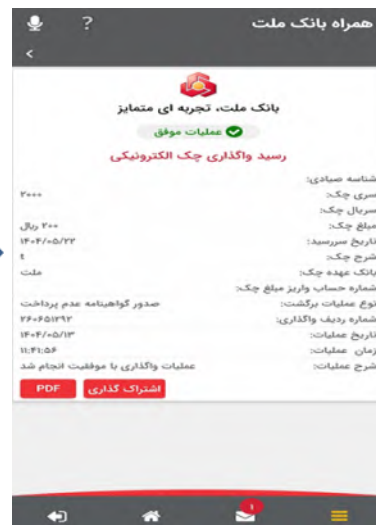 همراه بانک ملت
?
بانک ملت، تجربه ای متمایز
عملیات موفق
رسید واگذاری چک الکترونیکی
شناسه صیادی:
سری چک: ۲۰۰۰
سریال چک:
مبلغ چک: ۲۰۰ ریال
تاریخ سررسید: ۱۴۰۴/۰۵/۲۲
شرح چک: t
بانک عهده چک: ملت
شماره حساب واریز مبلغ چک:
نوع عملیات برگشت: صدور گواهینامه عدم پرداخت
شماره ردیف واگذاری: ۲۶۰۶۵۱۲۹۲
تاریخ عملیات: ۱۴۰۴/۰۵/۱۳
زمان عملیات: ۱۱:۴۱:۵۶
شرح عملیات: عملیات واگذاری با موفقیت انجام شد
اشتراک گذاری PDF
۱